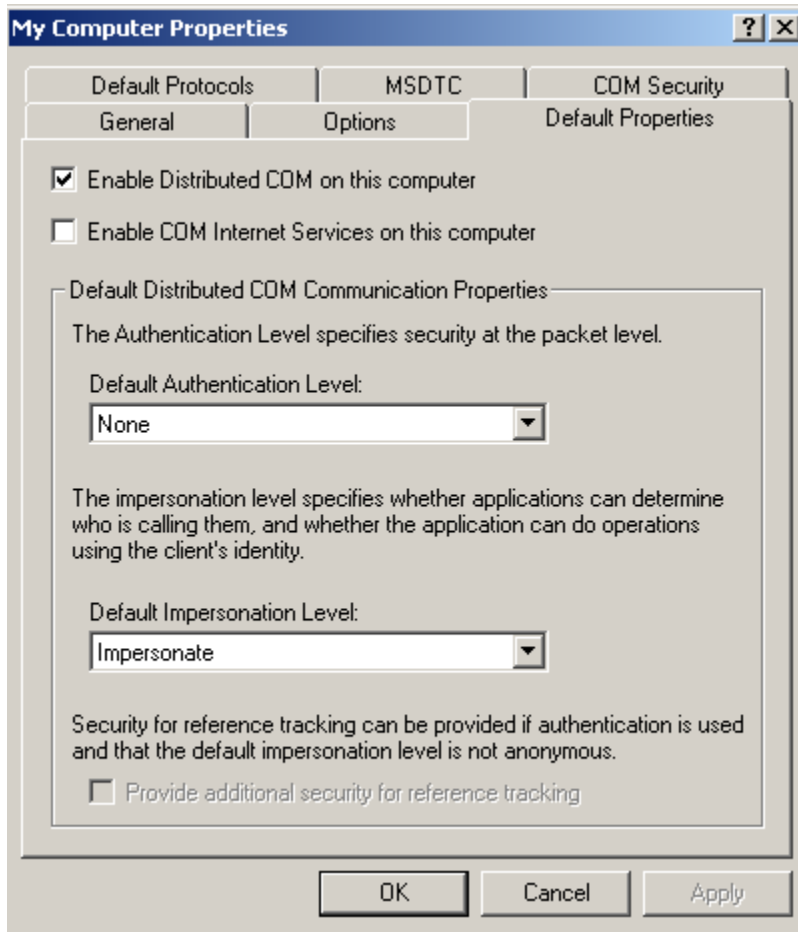 My Computer Properties
Default Protocols MSDTC COM Security
General Options Default Properties
Enable Distributed COM on this computer
Enable COM Internet Services on this computer
Default Distributed COM Communication Properties
The Authentication Level specifies security at the packet level.
Default Authentication Level:
None
The impersonation level specifies whether applications can determine
who is calling them, and whether the application can do operations
using the client's identity.
Default Impersonation Level:
Impersonate
Security for reference tracking can be provided if authentication is used
and that the default impersonation level is not anonymous.
Provide additional security for reference tracking
OK Cancel Apply